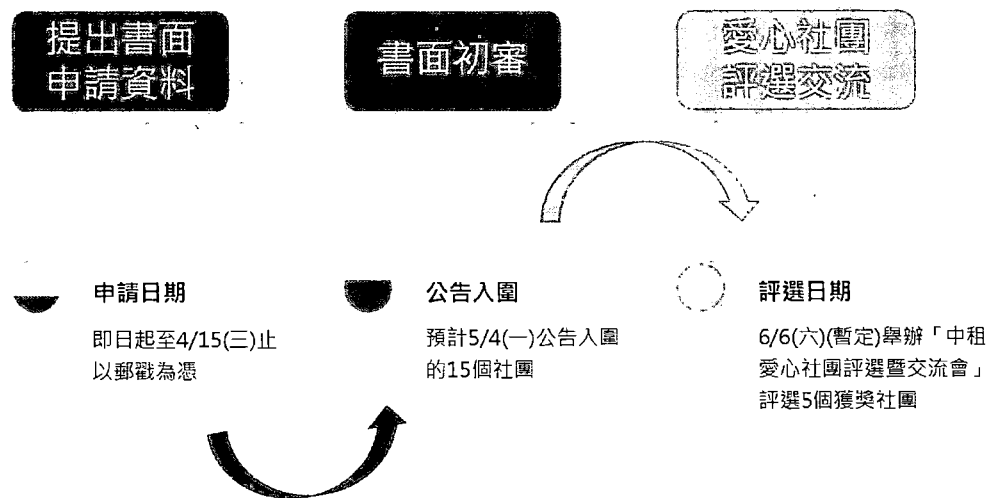 提出書面
申請資料
書面初審
愛心社團
評選交流
申請日期
即日起至4/15(三)止
以郵戳為憑
公告入圍
預計5/4(一)公告入圍
的15個社團
評選日期
6/6(六)(暫定)舉辦「中租
愛心社團評選暨交流會」
評選5個獲獎社團